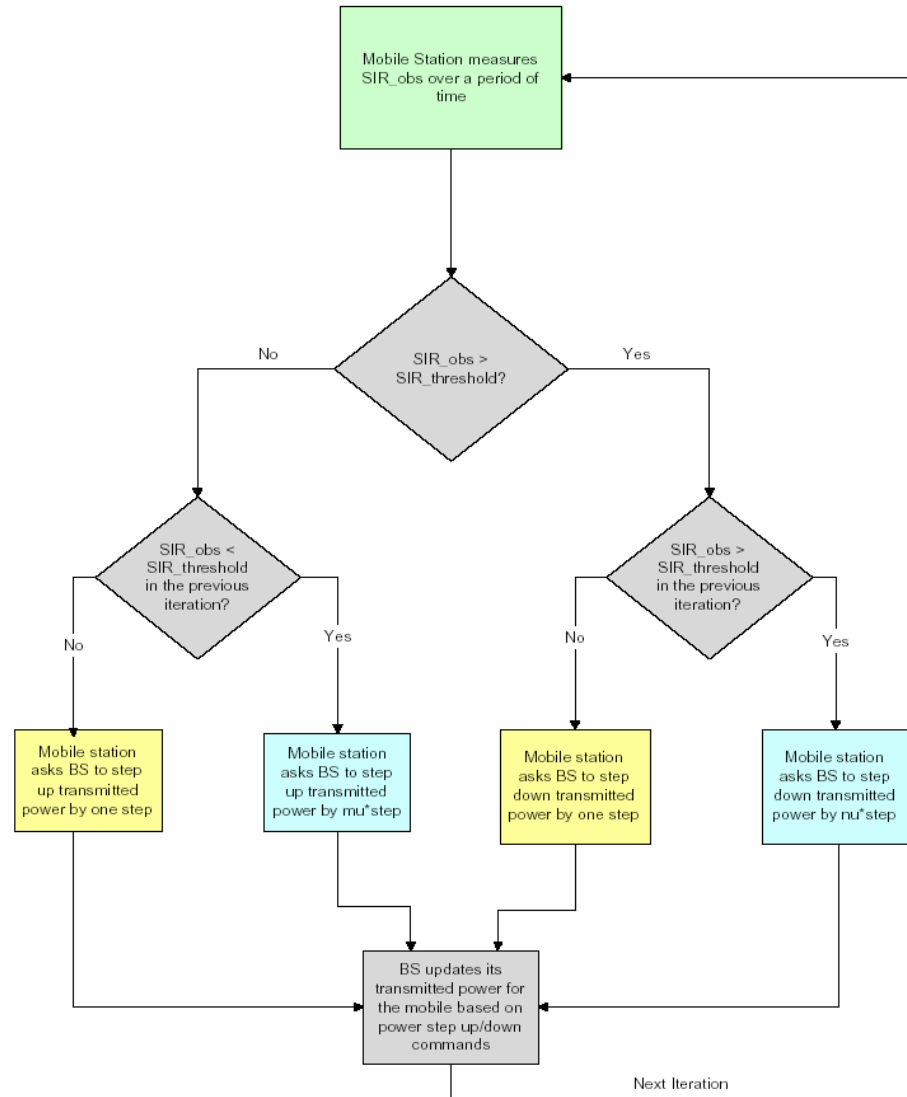 Mobile Station measures
SIR_obs over a period of
time
No
SIR_obs >
SIR_threshold?
Yes
SIR_obs <
SIR_threshold
in the previous
iteration?
SIR_obs >
SIR_threshold
in the previous
iteration?
No
Yes
No
Yes
Mobile station
asks BS to step
up transmitted
power by one step
Mobile station
asks BS to step
up transmitted
power by mu*step
Mobile station
asks BS to step
down transmitted
power by one step
Mobile station
asks BS to step
down transmitted
power by nu*step
BS updates its
transmitted power for
the mobile based on
power step up/down
commands
Next Iteration